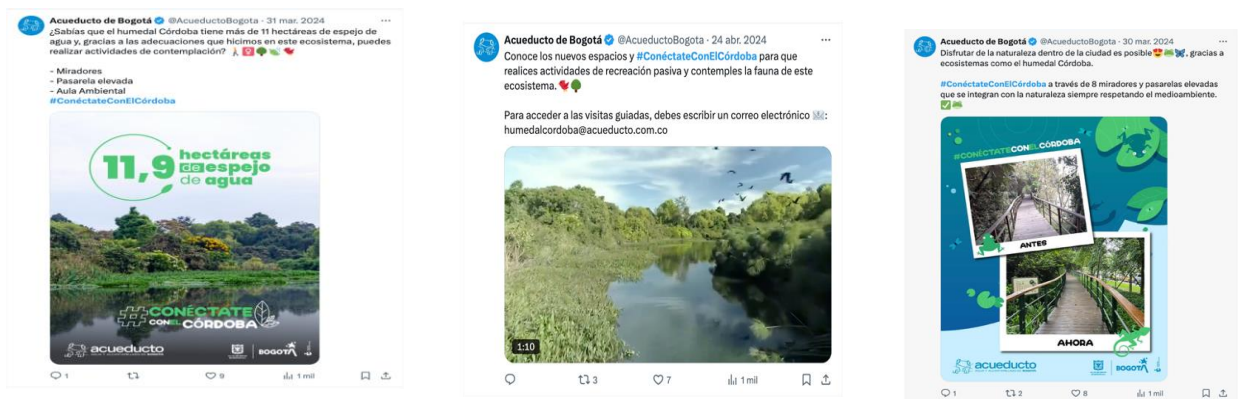 Acueducto de Bogotá @AcueductoBogota · 31 mar. 2024
¿Sabías que el humedal Córdoba tiene más de 11 hectáreas de espejo de
agua y, gracias a las adecuaciones que hicimos en este ecosistema, puedes
realizar actividades de contemplación?
- Miradores
- Pasarela elevada
- Aula Ambiental
#ConéctateConElCórdoba
11,9 hectáreas
de espejo
de agua
#CONÉCTATE
CONEL CÓRDOBA
acueducto
BOGOTÁ
1
9
1 mil
Acueducto de Bogotá @AcueductoBogota · 24 abr. 2024
Conoce los nuevos espacios y #ConéctateConElCórdoba para que
realices actividades de recreación pasiva y contemples la fauna de este
ecosistema.
Para acceder a las visitas guiadas, debes escribir un correo electrónico :
humedalcordoba@acueducto.com.co
1:10
3
7
1 mil
Acueducto de Bogotá @AcueductoBogota · 30 mar. 2024
Disfrutar de la naturaleza dentro de la ciudad es posible , gracias a
ecosistemas como el humedal Córdoba.
#ConéctateConElCórdoba a través de 8 miradores y pasarelas elevadas
que se integran con la naturaleza siempre respetando el medioambiente.
#CONÉCTATECONELCÓRDOBA
ANTES
AHORA
acueducto
BOGOTÁ
1
2
8
1 mil